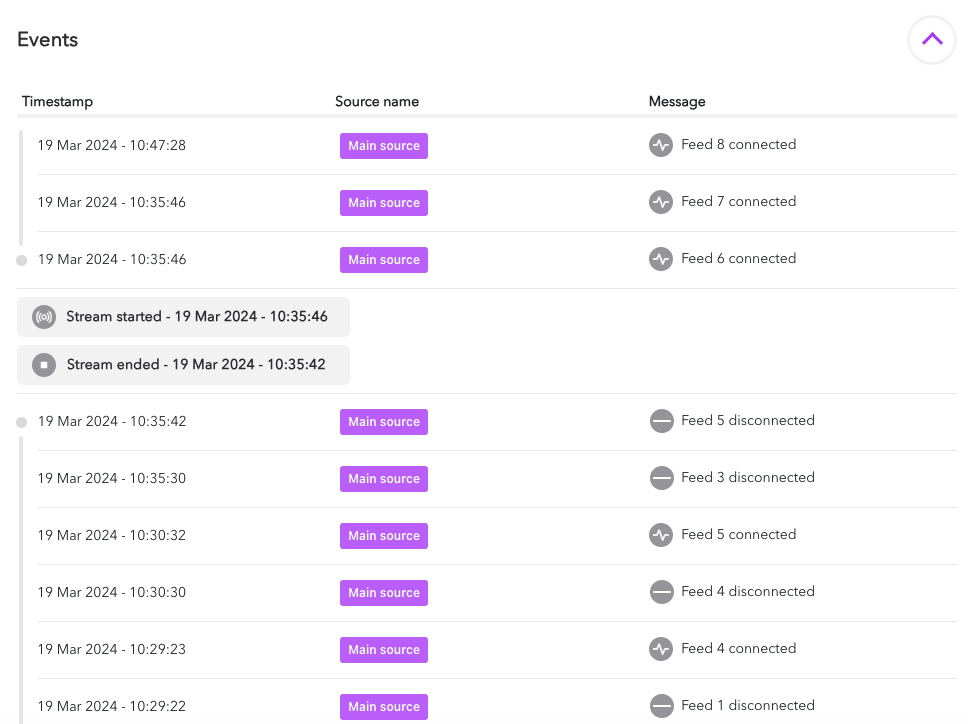 Events
Timestamp Source name Message
19 Mar 2024 - 10:47:28 Main source Feed 8 connected
19 Mar 2024 - 10:35:46 Main source Feed 7 connected
19 Mar 2024 - 10:35:46 Main source Feed 6 connected
Stream started - 19 Mar 2024 - 10:35:46
Stream ended - 19 Mar 2024 - 10:35:42
19 Mar 2024 - 10:35:42 Main source Feed 5 disconnected
19 Mar 2024 - 10:35:30 Main source Feed 3 disconnected
19 Mar 2024 - 10:30:32 Main source Feed 5 connected
19 Mar 2024 - 10:30:30 Main source Feed 4 disconnected
19 Mar 2024 - 10:29:23 Main source Feed 4 connected
19 Mar 2024 - 10:29:22 Main source Feed 1 disconnected